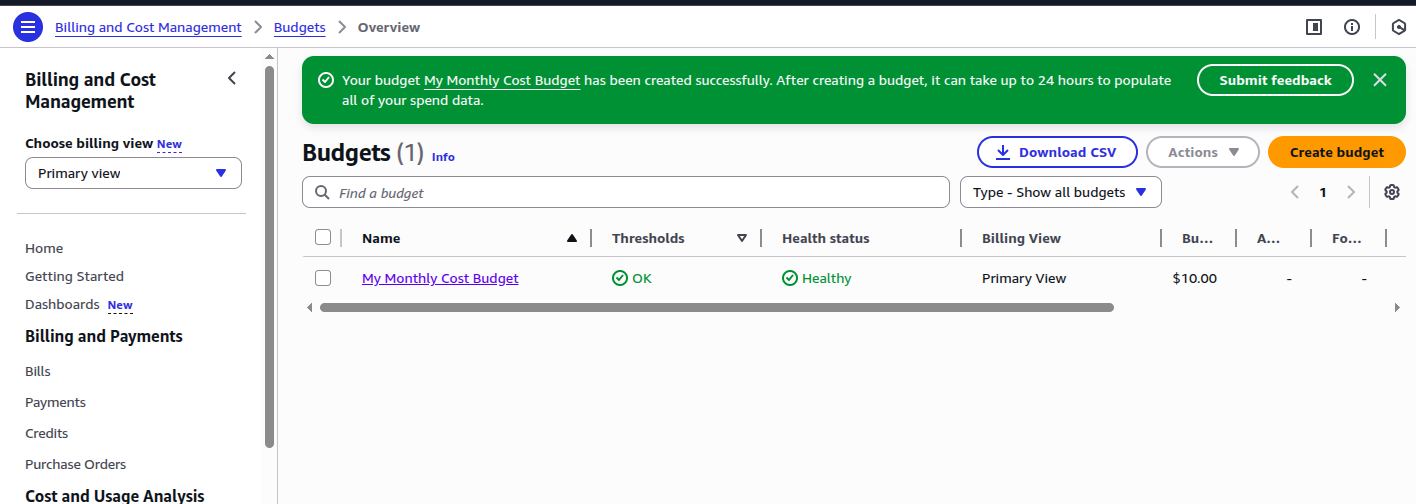 Billing and Cost Management > Budgets > Overview
Billing and Cost
Management
Choose billing view New
Primary view
Home
Getting Started
Dashboards New
Billing and Payments
Bills
Payments
Credits
Purchase Orders
Cost and Usage Analysis
Your budget My Monthly Cost Budget has been created successfully. After creating a budget, it can take up to 24 hours to populate
all of your spend data.
Submit feedback
Budgets (1) Info
Download CSV
Actions
Create budget
Find a budget
Type - Show all budgets
1
Name Thresholds Health status Billing View Bu... A... Fo...
My Monthly Cost Budget OK Healthy Primary View $10.00 - -